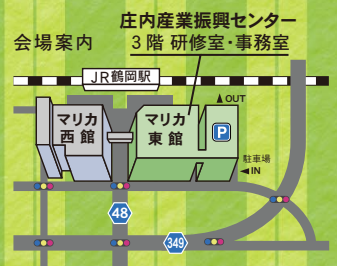 庄内産業振興センター
会場案内
3階 研修室・事務室
JR鶴岡駅
▲OUT
マリカ
西館
マリカ
東館
P
駐車場
◀IN
48
349